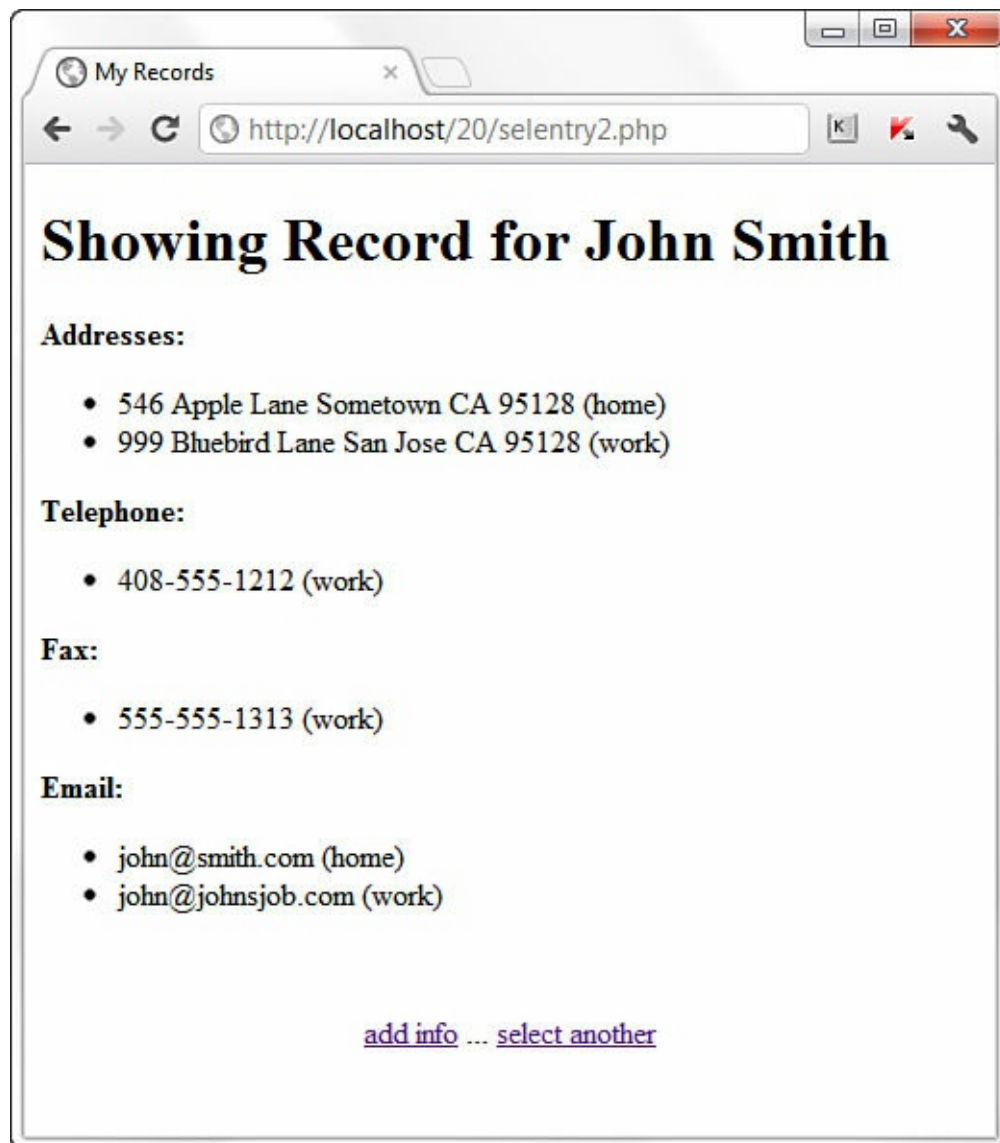 My Records
http://localhost/20/selentry2.php
K
Showing Record for John Smith
Addresses:
• 546 Apple Lane Sometown CA 95128 (home)
• 999 Bluebird Lane San Jose CA 95128 (work)
Telephone:
• 408-555-1212 (work)
Fax:
• 555-555-1313 (work)
Email:
• john@smith.com (home)
• john@johnsjob.com (work)
add info ... select another